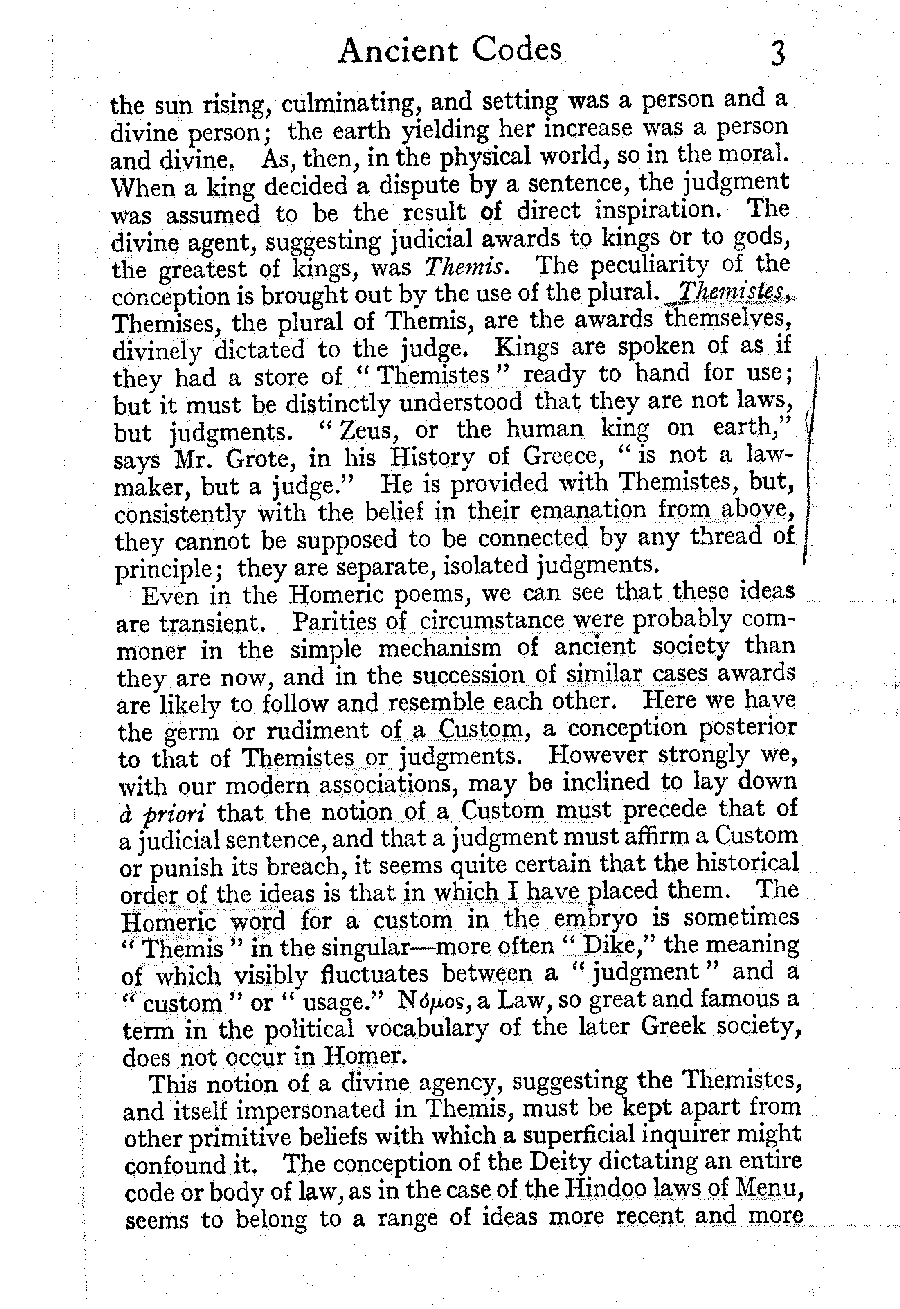 Ancient Codes 3
the sun rising, culminating, and setting was a person and a
divine person; the earth yielding her increase was a person
and divine. As, then, in the physical world, so in the moral.
When a king decided a dispute by a sentence, the judgment
was assumed to be the result of direct inspiration. The
divine agent, suggesting judicial awards to kings or to gods,
the greatest of kings, was Themis. The peculiarity of the
conception is brought out by the use of the plural. Themistes,
Themises, the plural of Themis, are the awards themselves,
divinely dictated to the judge. Kings are spoken of as if
they had a store of “ Themistes ” ready to hand for use;
but it must be distinctly understood that they are not laws,
but judgments. “ Zeus, or the human king on earth,”
says Mr. Grote, in his History of Greece, “ is not a law-
maker, but a judge.” He is provided with Themistes, but,
consistently with the belief in their emanation from above,
they cannot be supposed to be connected by any thread of
principle; they are separate, isolated judgments.
Even in the Homeric poems, we can see that these ideas
are transient. Parities of circumstance were probably com-
moner in the simple mechanism of ancient society than
they are now, and in the succession of similar cases awards
are likely to follow and resemble each other. Here we have
the germ or rudiment of a Custom, a conception posterior
to that of Themistes or judgments. However strongly we,
with our modern associations, may be inclined to lay down
à priori that the notion of a Custom must precede that of
a judicial sentence, and that a judgment must affirm a Custom
or punish its breach, it seems quite certain that the historical
order of the ideas is that in which I have placed them. The
Homeric word for a custom in the embryo is sometimes
“ Themis ” in the singular—more often “ Dike,” the meaning
of which visibly fluctuates between a “ judgment ” and a
“ custom ” or “ usage.” Νόμος, a Law, so great and famous a
term in the political vocabulary of the later Greek society,
does not occur in Homer.
This notion of a divine agency, suggesting the Themistes,
and itself impersonated in Themis, must be kept apart from
other primitive beliefs with which a superficial inquirer might
confound it. The conception of the Deity dictating an entire
code or body of law, as in the case of the Hindoo laws of Menu,
seems to belong to a range of ideas more recent and more